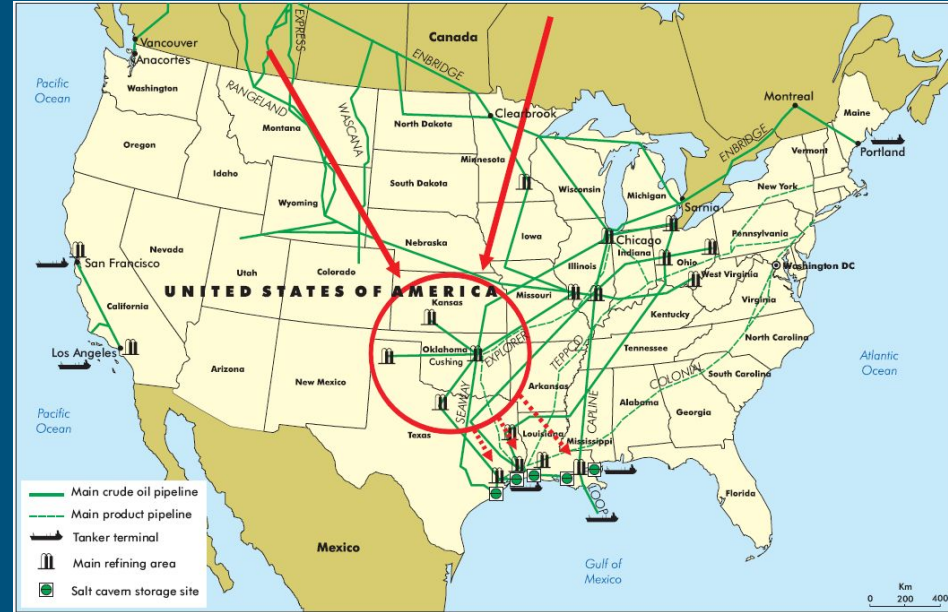 EXPRESS
Canada
Vancouver
Anacortes
ENBRIDGE
Pacific
Ocean
Washington
RANGELAND
WASCANA
Montreal
Maine
Clearbrook
Montana
North Dakota
ENBRIDGE
Oregon
Minnesota
Vermont
Portland
Idaho
South Dakota
Wisconsin
Michigan
New York
Wyoming
Sarnia
Iowa
Chicago
Pennsylvania
Nebraska
Indiana
Nevada
Ohio
San Francisco
Utah
Colorado
Illinois
West Virginia
Washington DC
UNITED STATES OF AMERICA
Kansas
Missouri
Virginia
California
Kentucky
North Carolina
Los Angeles
Oklahoma
Cushing
EXPLORER
TEPPCO
Tennessee
Atlantic
Ocean
Arizona
New Mexico
Arkansas
COLONIAL
South Carolina
SEAWAY
CAPLINE
Alabama
Georgia
Pacific
Ocean
Texas
Louisiana
Mississippi
Main crude oil pipeline
Main product pipeline
Tanker terminal
Main refining area
Salt cavern storage site
LOOP
Florida
Mexico
Gulf of
Mexico
Km
0 200 400